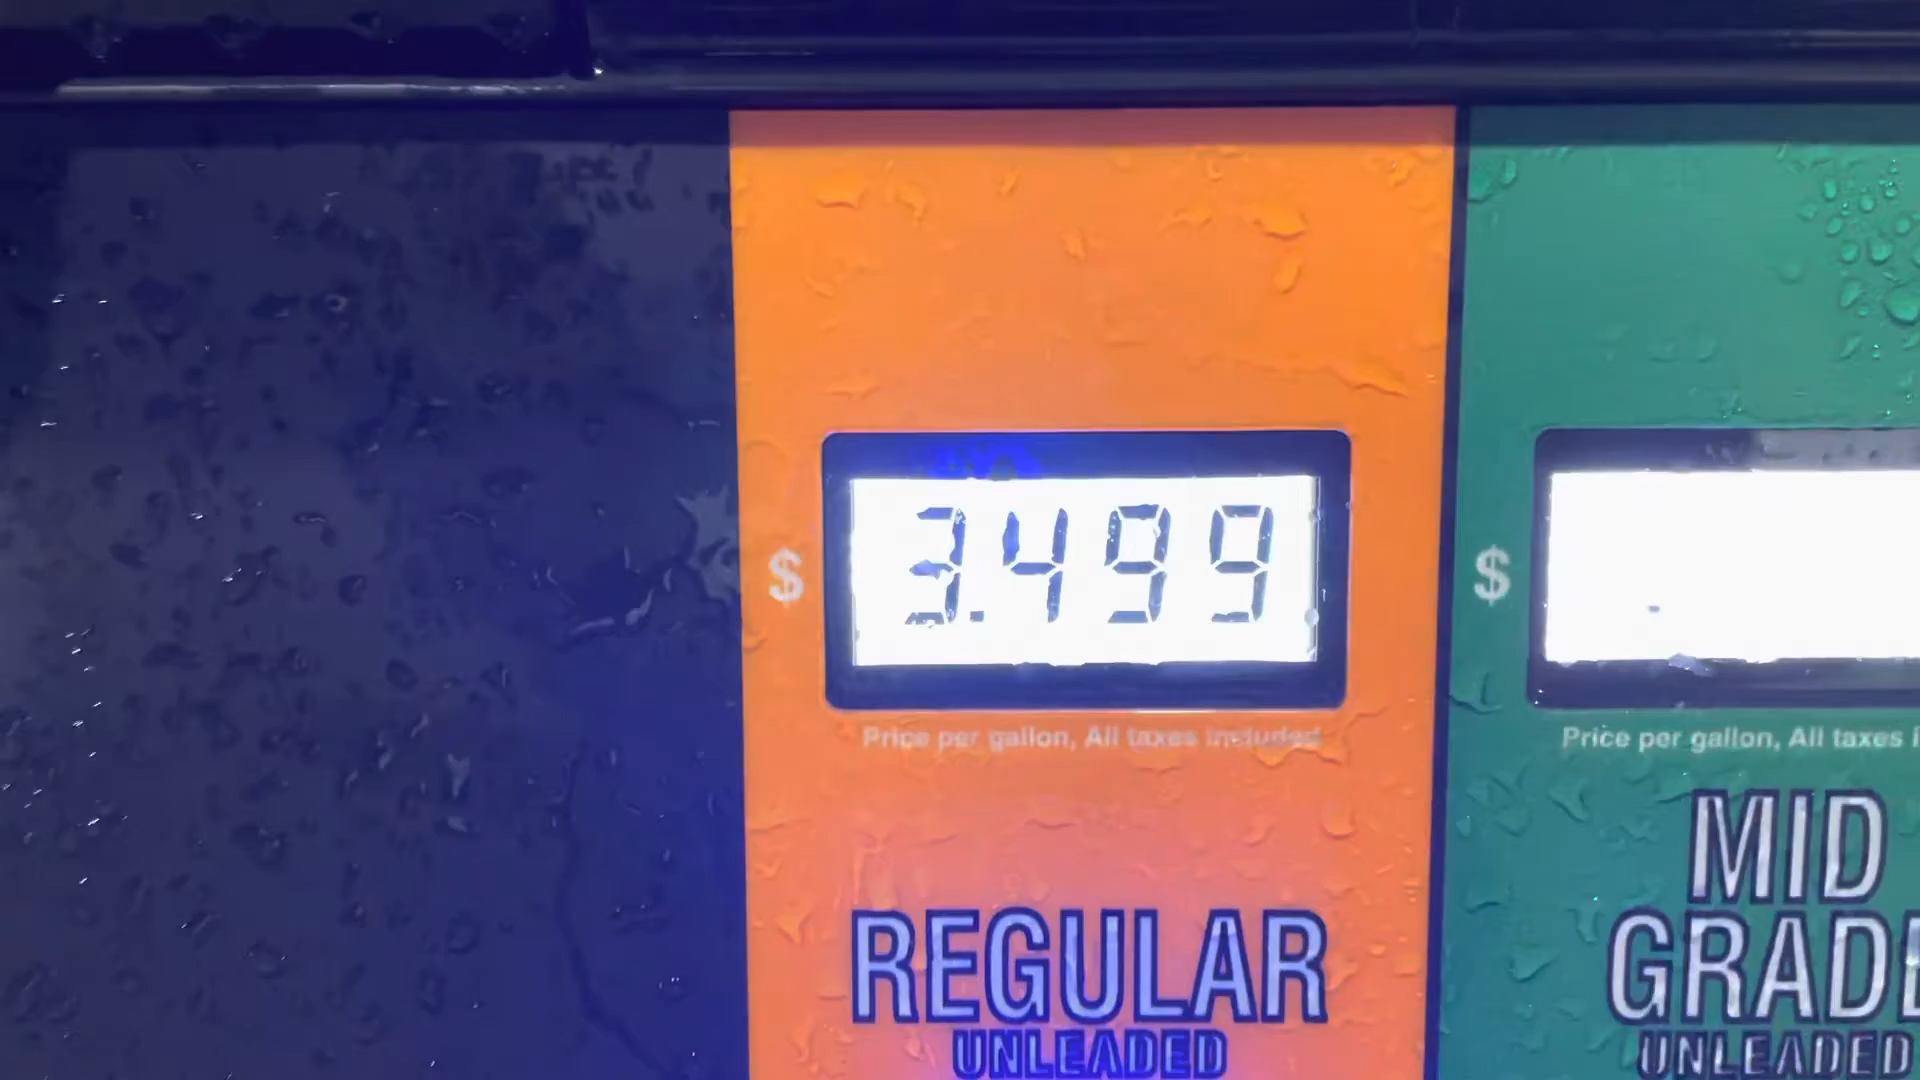 $ 3.499
Price per gallon, All taxes included
REGULAR
UNLEADED
$
Price per gallon, All taxes
MID
GRADE
UNLEADED